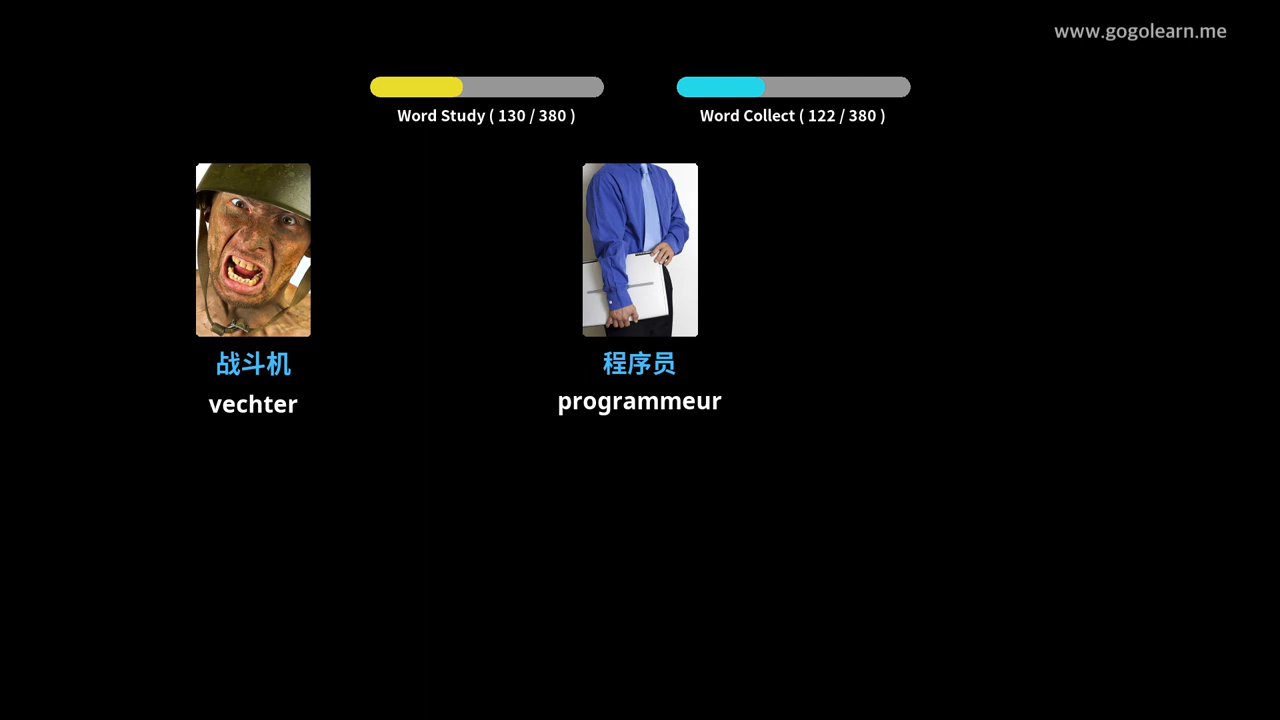 www.gogolearn.me
Word Study ( 130 / 380 )
Word Collect ( 122 / 380 )
战斗机
vechter
程序员
programmeur